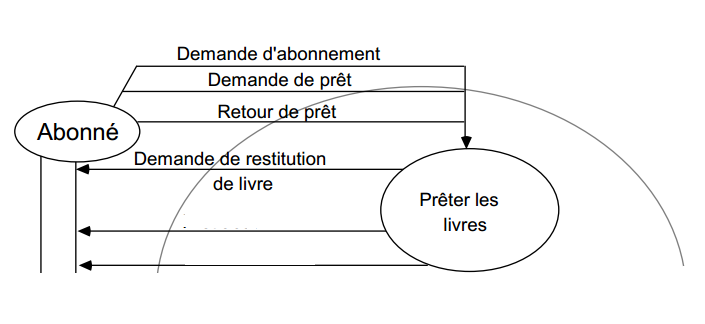 Demande d'abonnement
Demande de prêt
Retour de prêt
Abonné
Demande de restitution
de livre
Prêter les
livres